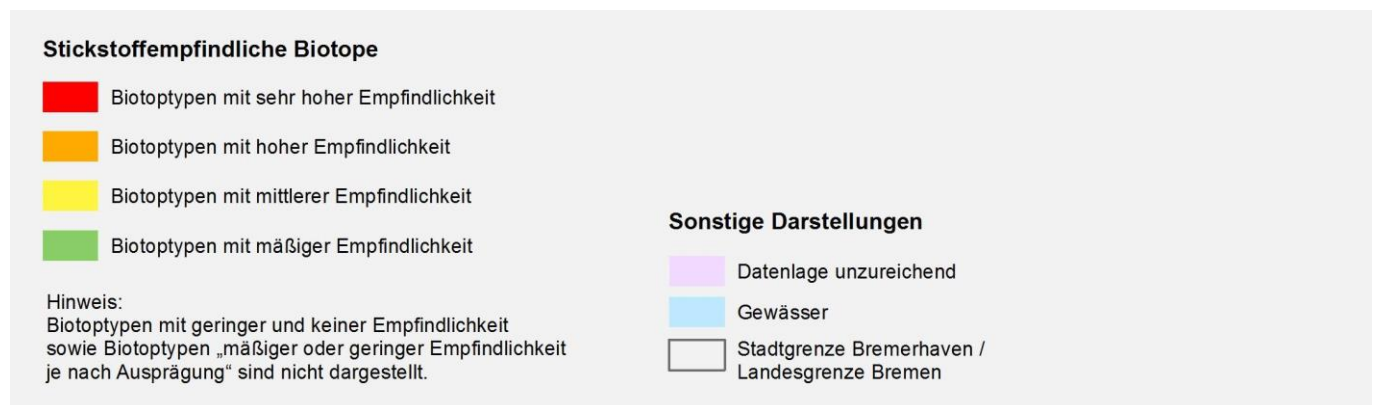 Stickstoffempfindliche Biotope
Biotoptypen mit sehr hoher Empfindlichkeit
Biotoptypen mit hoher Empfindlichkeit
Biotoptypen mit mittlerer Empfindlichkeit
Biotoptypen mit mäßiger Empfindlichkeit
Hinweis:
Biotoptypen mit geringer und keiner Empfindlichkeit
sowie Biotoptypen „mäßiger oder geringer Empfindlichkeit
je nach Ausprägung“ sind nicht dargestellt.
Sonstige Darstellungen
Datenlage unzureichend
Gewässer
Stadtgrenze Bremerhaven /
Landesgrenze Bremen